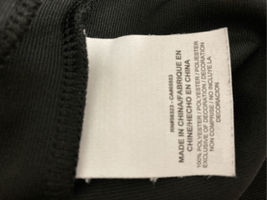 MADE IN CHINA/FABRIQUE EN
CHINE/HECHO EN CHINA
100% POLYESTER/POLYESTER/POLIESTER
EXCLUSIVE OF DECORATION / DECORATION
NON COMPRISE / NO INCLUYE LA
DECORACION